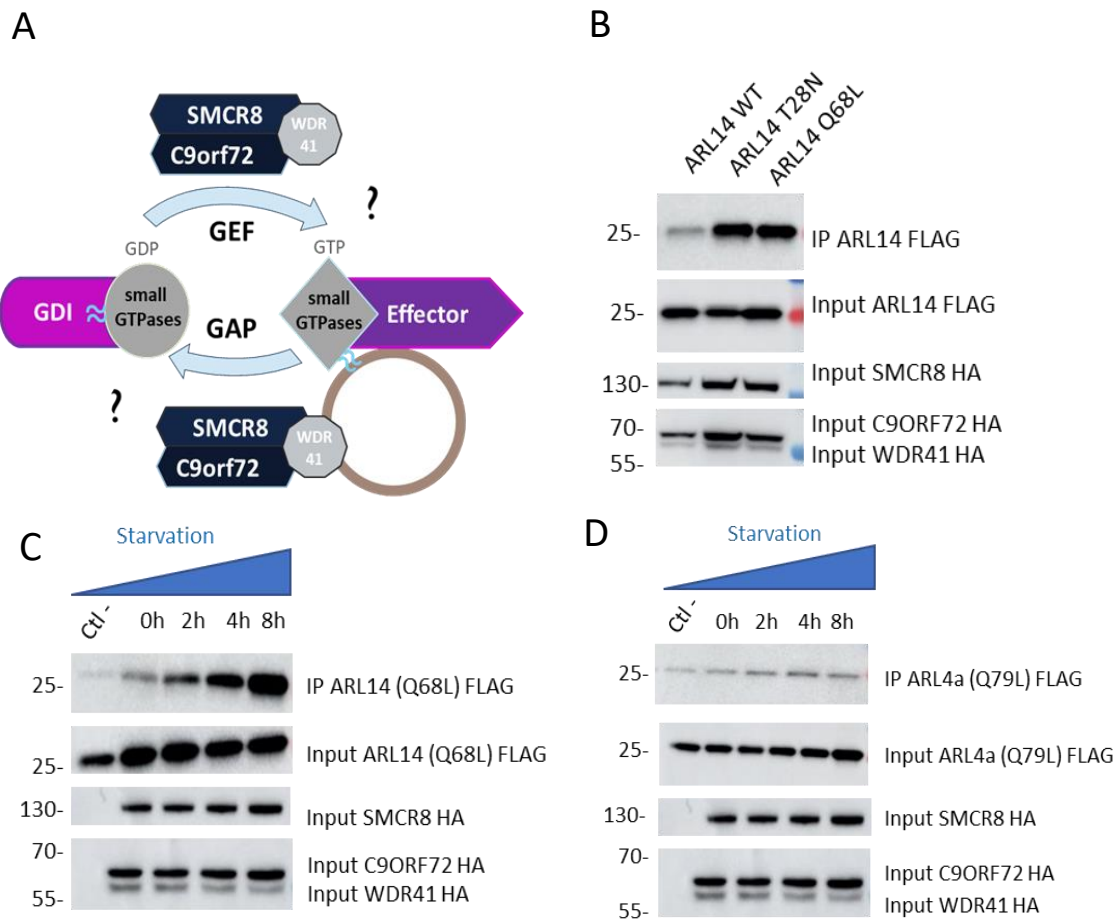 A
SMCR8
C9orf72
WDR
41
?
GEF
GDP
GTP
GDI
small
GTPases
GAP
small
GTPases
Effector
?
SMCR8
C9orf72
WDR
41
B
ARL14 WT
ARL14 T28N
ARL14 Q68L
25-
IP ARL14 FLAG
25-
Input ARL14 FLAG
130-
Input SMCR8 HA
70-
Input C9ORF72 HA
55-
Input WDR41 HA
C
Starvation
Ctl -
0h
2h
4h
8h
25-
IP ARL14 (Q68L) FLAG
25-
Input ARL14 (Q68L) FLAG
130-
Input SMCR8 HA
70-
Input C9ORF72 HA
55-
Input WDR41 HA
D
Starvation
Ctl -
0h
2h
4h
8h
25-
IP ARL4a (Q79L) FLAG
25-
Input ARL4a (Q79L) FLAG
130-
Input SMCR8 HA
70-
Input C9ORF72 HA
55-
Input WDR41 HA